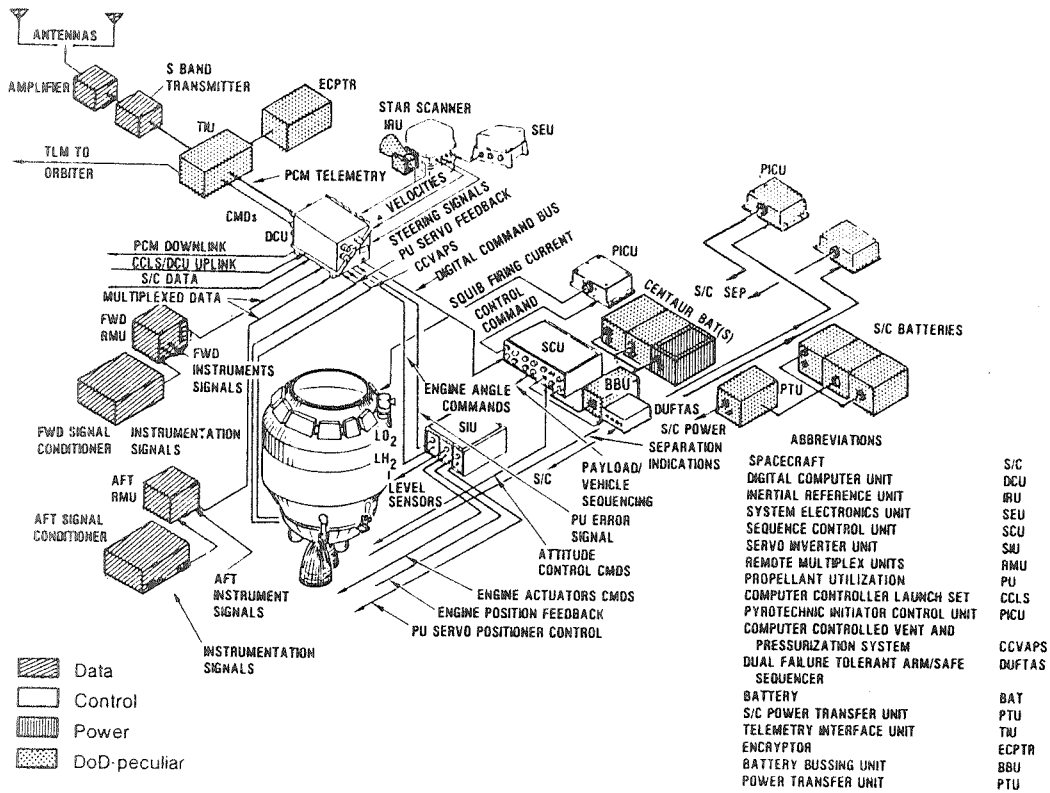 ANTENNAS
S BAND
TRANSMITTER
AMPLIFIER
ECPTR
TIU
STAR SCANNER
IRU
SEU
TLM TO
ORBITER
PCM TELEMETRY
VELOCITIES
STEERING SIGNALS
PU SERVO FEEDBACK
CCVAPS
DIGITAL COMMAND BUS
SQUIB FIRING CURRENT
CMDs
DCU
PCM DOWNLINK
CCLS/DCU UPLINK
S/C DATA
MULTIPLEXED DATA
PICU
S/C SEP
PICU
CONTROL
COMMAND
CENTAUR BAT(S)
S/C BATTERIES
FWD
RMU
FWD
INSTRUMENTS
SIGNALS
SCU
BBU
PTU
ENGINE ANGLE
COMMANDS
DUFTAS
S/C POWER
SEPARATION
INDICATIONS
FWD SIGNAL
CONDITIONER
INSTRUMENTATION
SIGNALS
LO2
LH2
LEVEL
SENSORS
SIU
S/C
PAYLOAD/
VEHICLE
SEQUENCING
AFT
RMU
AFT SIGNAL
CONDITIONER
PU ERROR
SIGNAL
ATTITUDE
CONTROL CMDS
AFT
INSTRUMENT
SIGNALS
ENGINE ACTUATORS CMDS
ENGINE POSITION FEEDBACK
PU SERVO POSITIONER CONTROL
INSTRUMENTATION
SIGNALS
Data
Control
Power
DoD-peculiar
ABBREVIATIONS
SPACECRAFT S/C
DIGITAL COMPUTER UNIT DCU
INERTIAL REFERENCE UNIT IRU
SYSTEM ELECTRONICS UNIT SEU
SEQUENCE CONTROL UNIT SCU
SERVO INVERTER UNIT SIU
REMOTE MULTIPLEX UNITS RMU
PROPELLANT UTILIZATION PU
COMPUTER CONTROLLER LAUNCH SET CCLS
PYROTECHNIC INITIATOR CONTROL UNIT PICU
COMPUTER CONTROLLED VENT AND
PRESSURIZATION SYSTEM CCVAPS
DUAL FAILURE TOLERANT ARM/SAFE DUFTAS
SEQUENCER
BATTERY BAT
S/C POWER TRANSFER UNIT PTU
TELEMETRY INTERFACE UNIT TIU
ENCRYPTOR ECPTR
BATTERY BUSSING UNIT BBU
POWER TRANSFER UNIT PTU